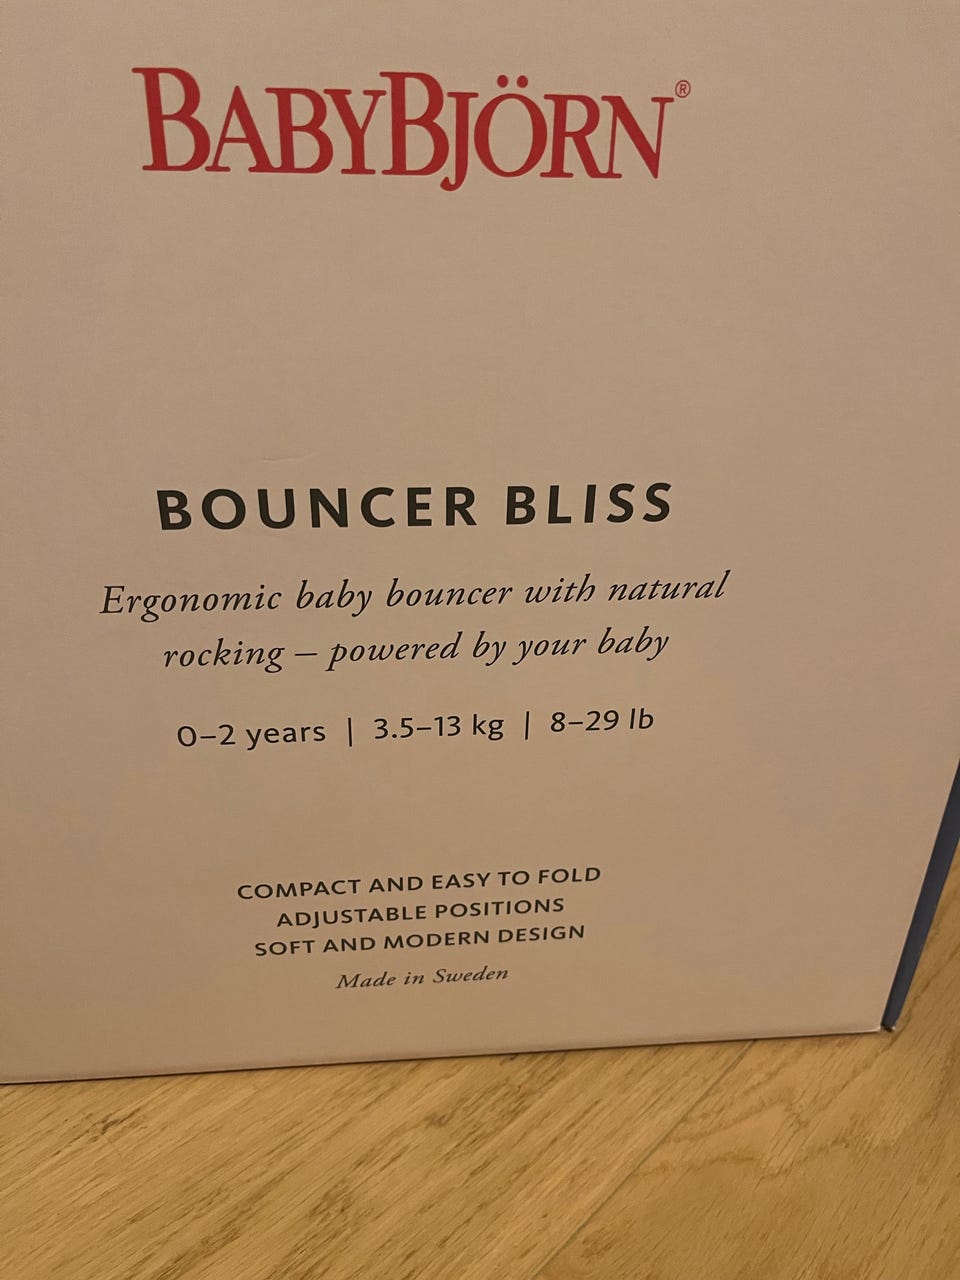 BABYBJÖRN®
BOUNCER BLISS
Ergonomic baby bouncer with natural
rocking – powered by your baby
0–2 years | 3.5–13 kg | 8–29 lb
COMPACT AND EASY TO FOLD
ADJUSTABLE POSITIONS
SOFT AND MODERN DESIGN
Made in Sweden